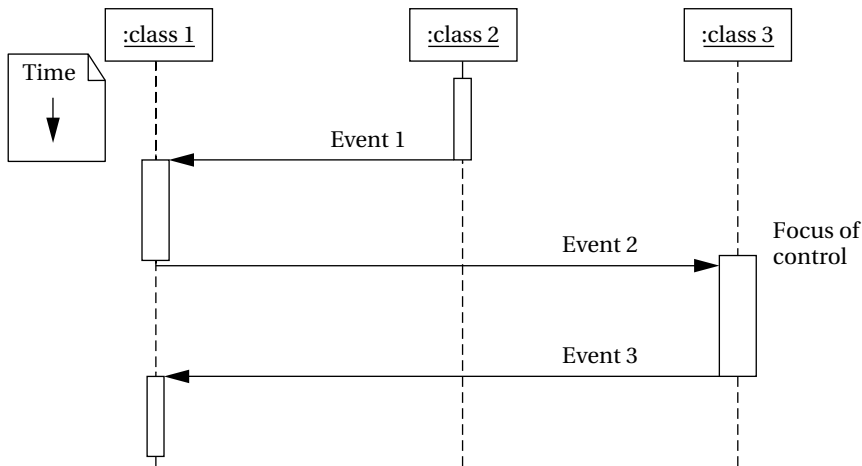 :class 1
:class 2
:class 3
Time
Event 1
Event 2
Focus of
control
Event 3